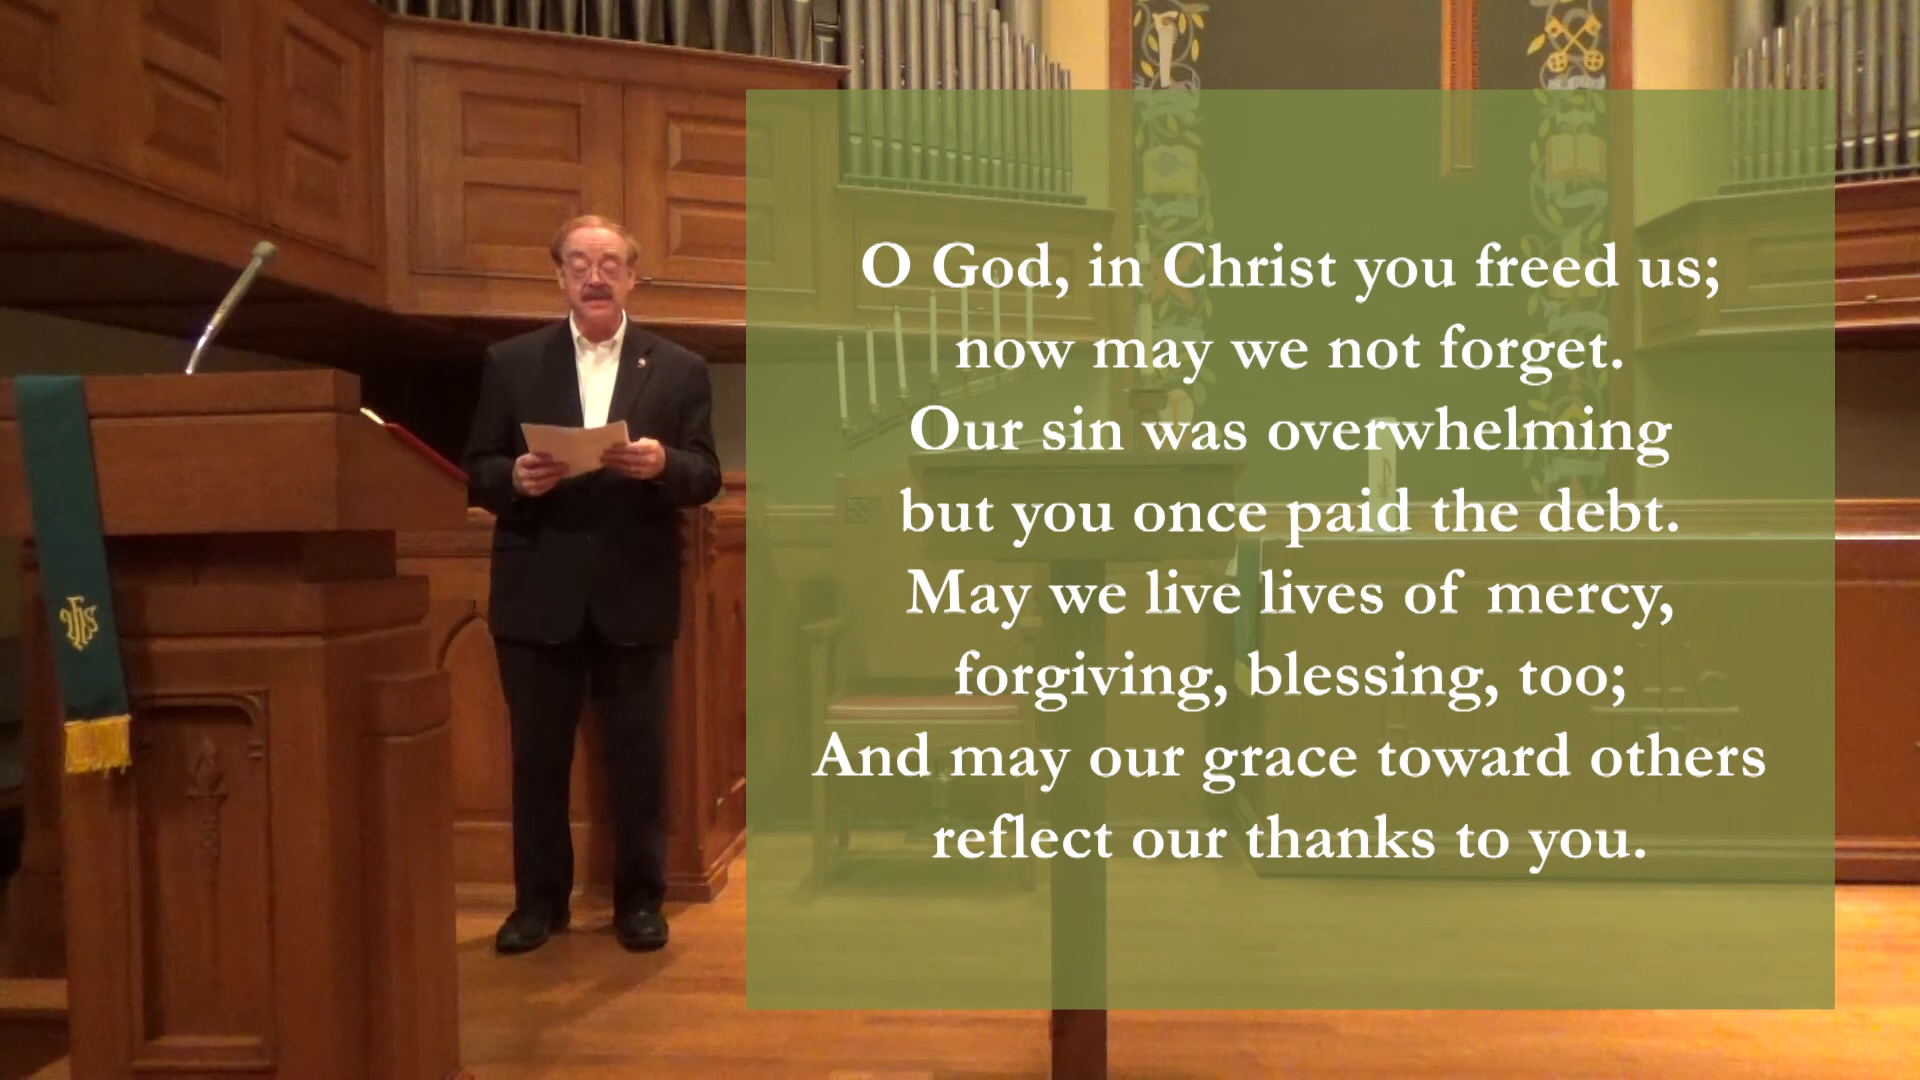 O God, in Christ you freed us;
now may we not forget.
Our sin was overwhelming
but you once paid the debt.
May we live lives of mercy,
forgiving, blessing, too;
And may our grace toward others
reflect our thanks to you.
IHS